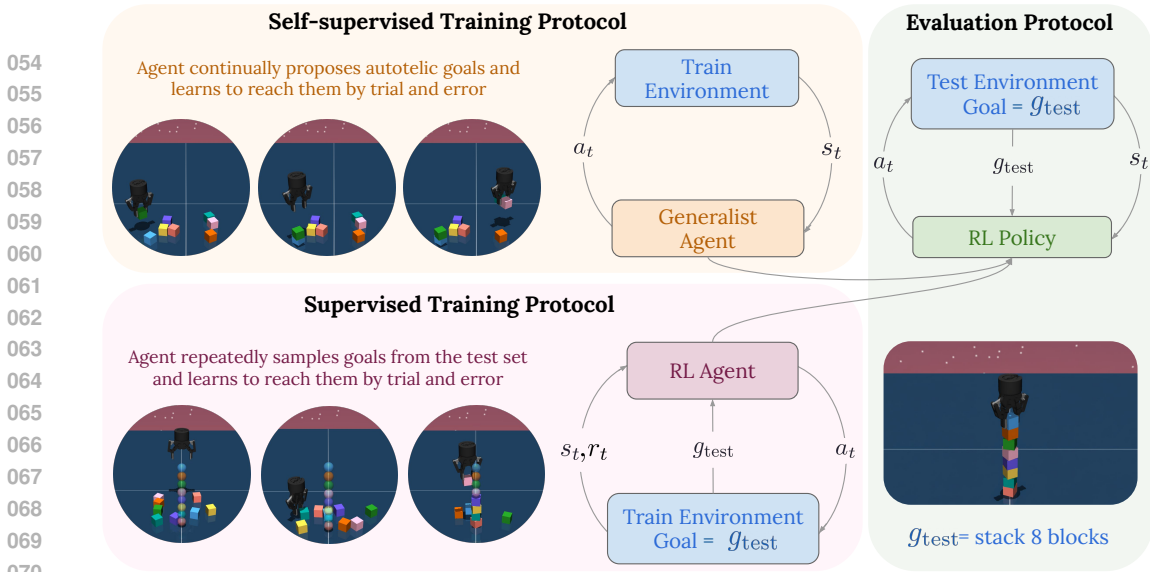 Self-supervised Training Protocol
Agent continually proposes autotelic goals and
learns to reach them by trial and error
Train
Environment
a_t
s_t
Generalist
Agent
Supervised Training Protocol
Agent repeatedly samples goals from the test set
and learns to reach them by trial and error
RL Agent
s_t,r_t
g_test
a_t
Train Environment
Goal = g_test
Evaluation Protocol
Test Environment
Goal = g_test
a_t
g_test
s_t
RL Policy
g_test= stack 8 blocks
054
055
056
057
058
059
060
061
062
063
064
065
066
067
068
069